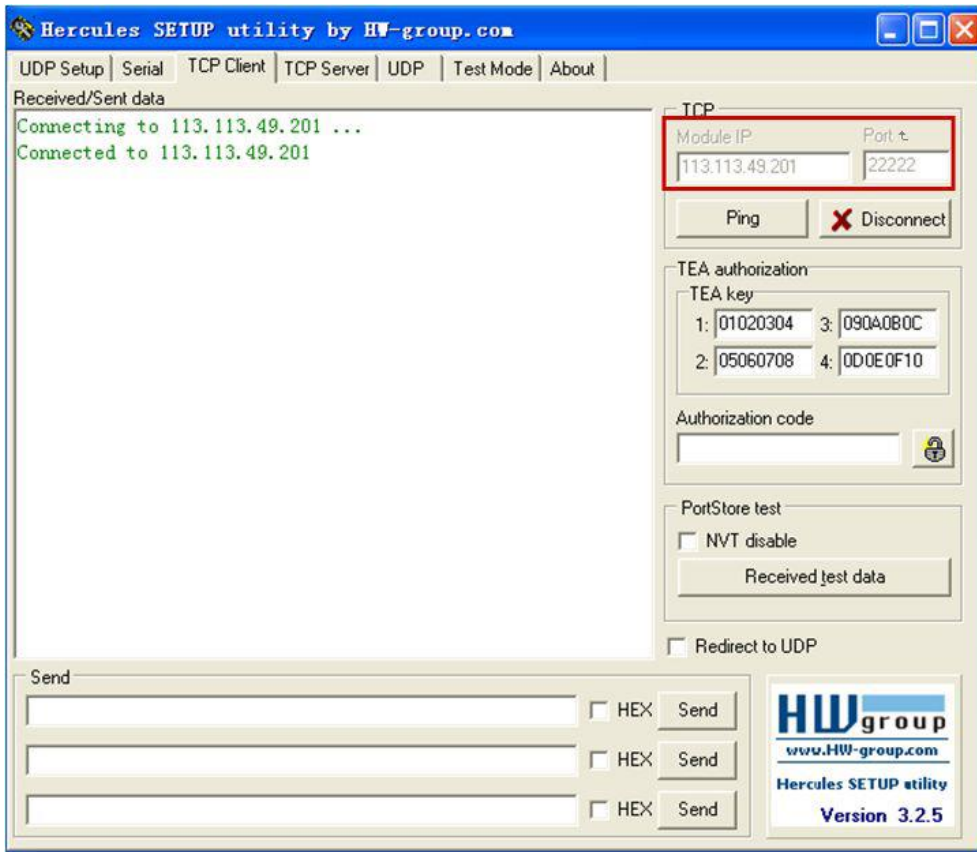 Hercules SETUP utility by HW-group.com
UDP Setup Serial TCP Client TCP Server UDP Test Mode About
Received/Sent data
Connecting to 113.113.49.201 ...
Connected to 113.113.49.201
TCP
Module IP Port
113.113.49.201 22222
Ping Disconnect
TEA authorization
TEA key
1: 01020304 3: 090A0B0C
2: 05060708 4: 0D0E0F10
Authorization code
PortStore test
NVT disable
Received test data
Redirect to UDP
Send
HEX Send
HEX Send
HEX Send
HW group
www.HW-group.com
Hercules SETUP utility
Version 3.2.5